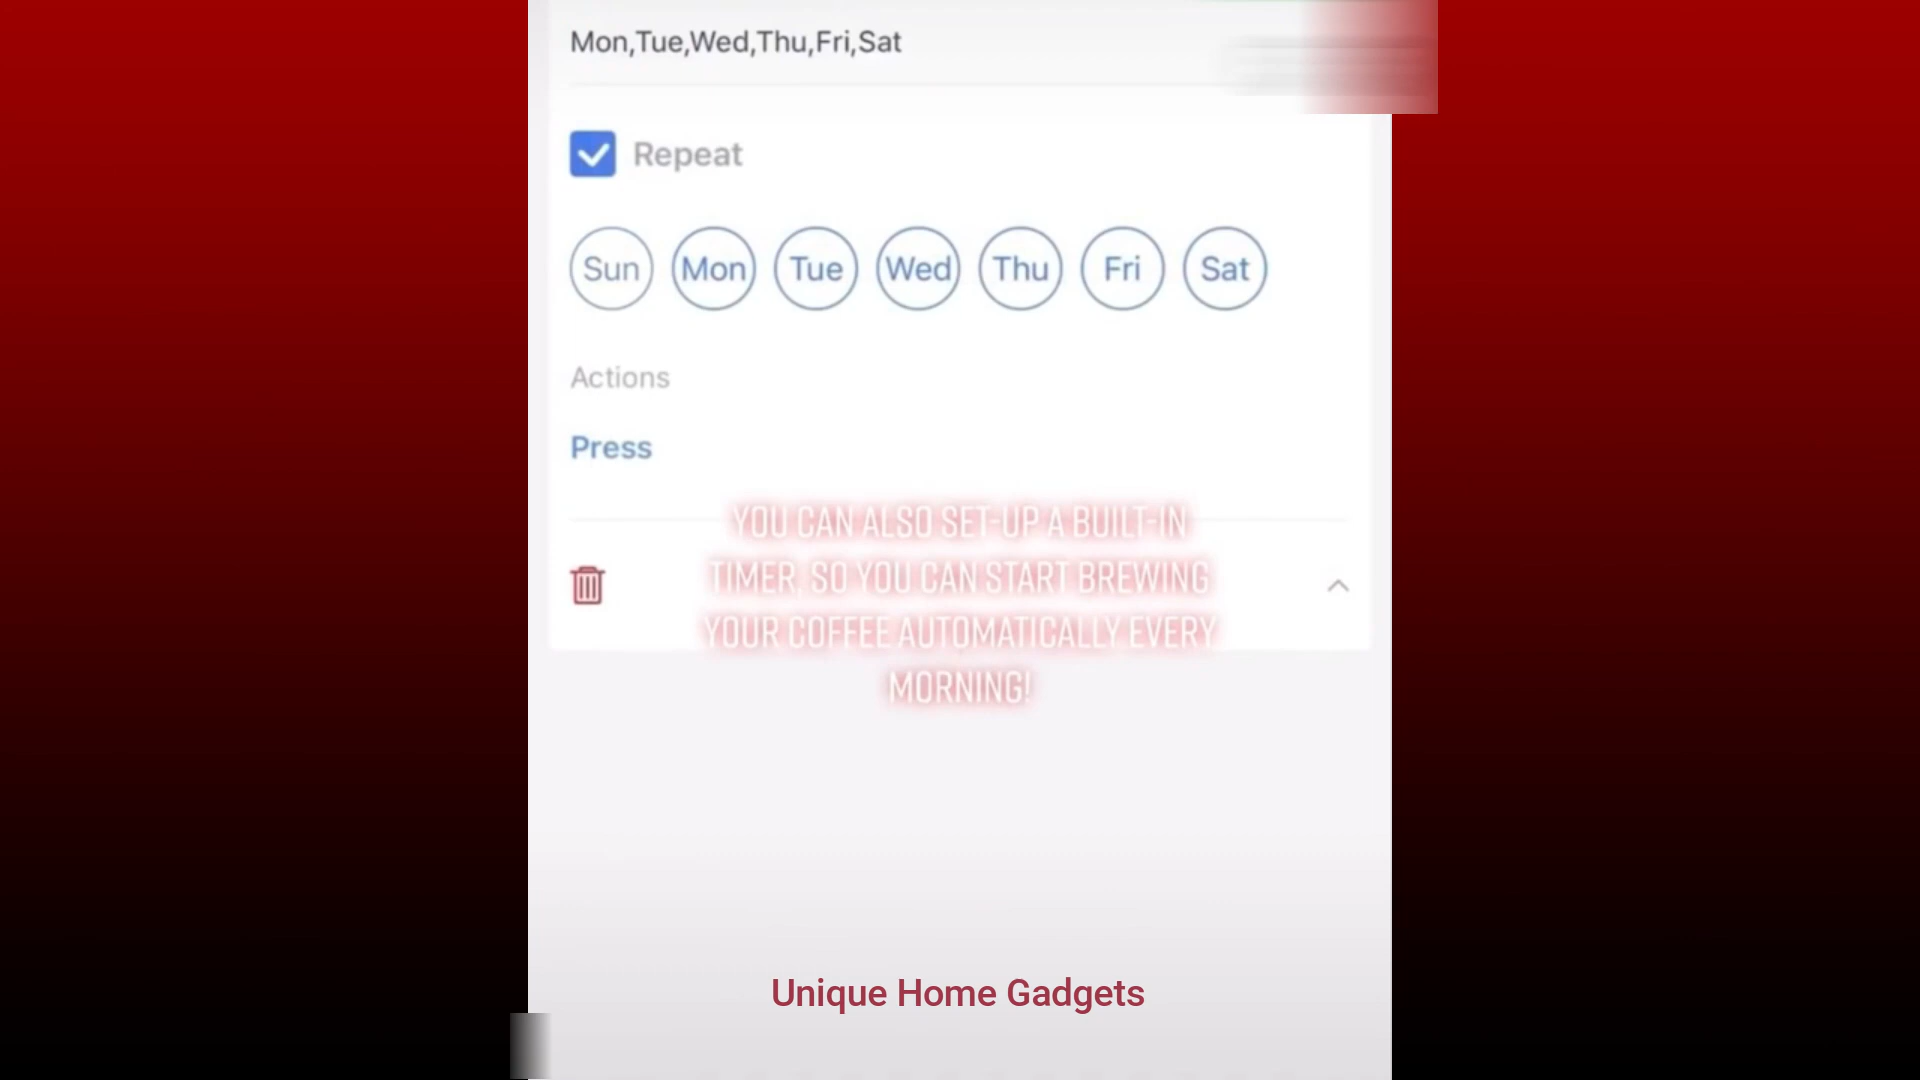 Mon,Tue,Wed,Thu,Fri,Sat
Repeat
Sun Mon Tue Wed Thu Fri Sat
Actions
Press
YOU CAN ALSO SET-UP A BUILT-IN
TIMER, SO YOU CAN START BREWING
YOUR COFFEE AUTOMATICALLY EVERY
MORNING!
Unique Home Gadgets